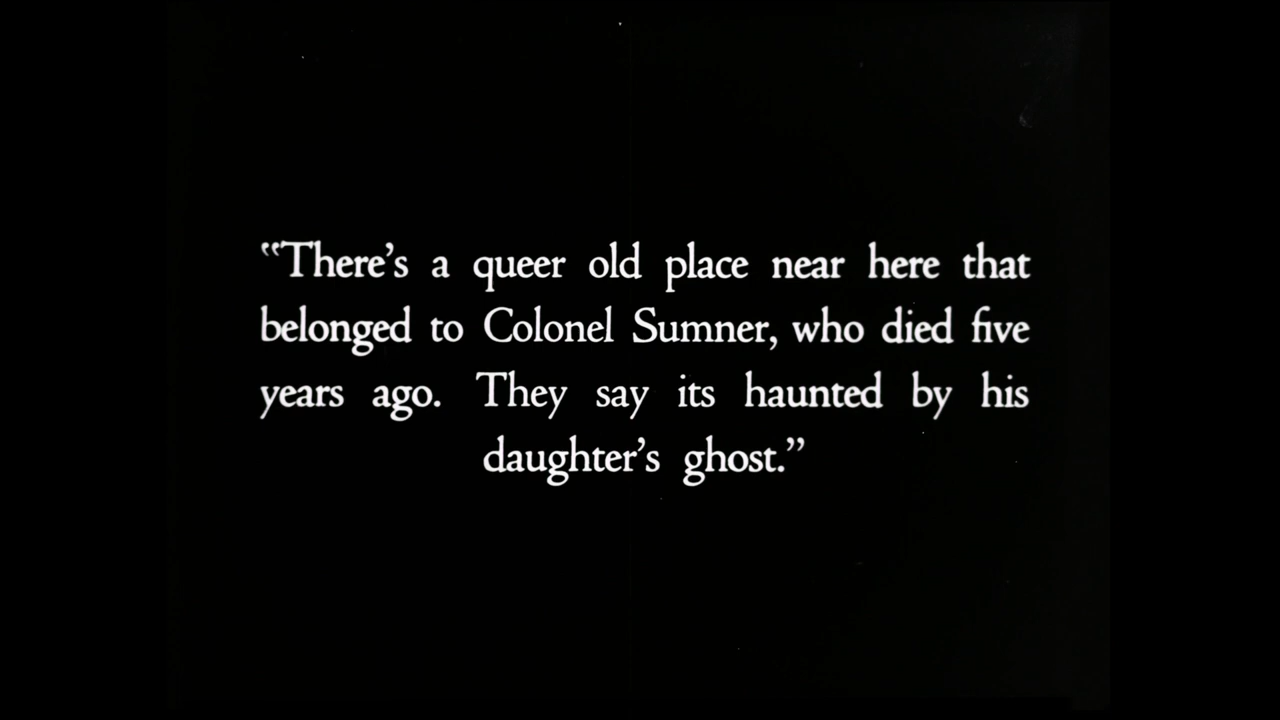 “There’s a queer old place near here that
belonged to Colonel Sumner, who died five
years ago. They say its haunted by his
daughter’s ghost.”